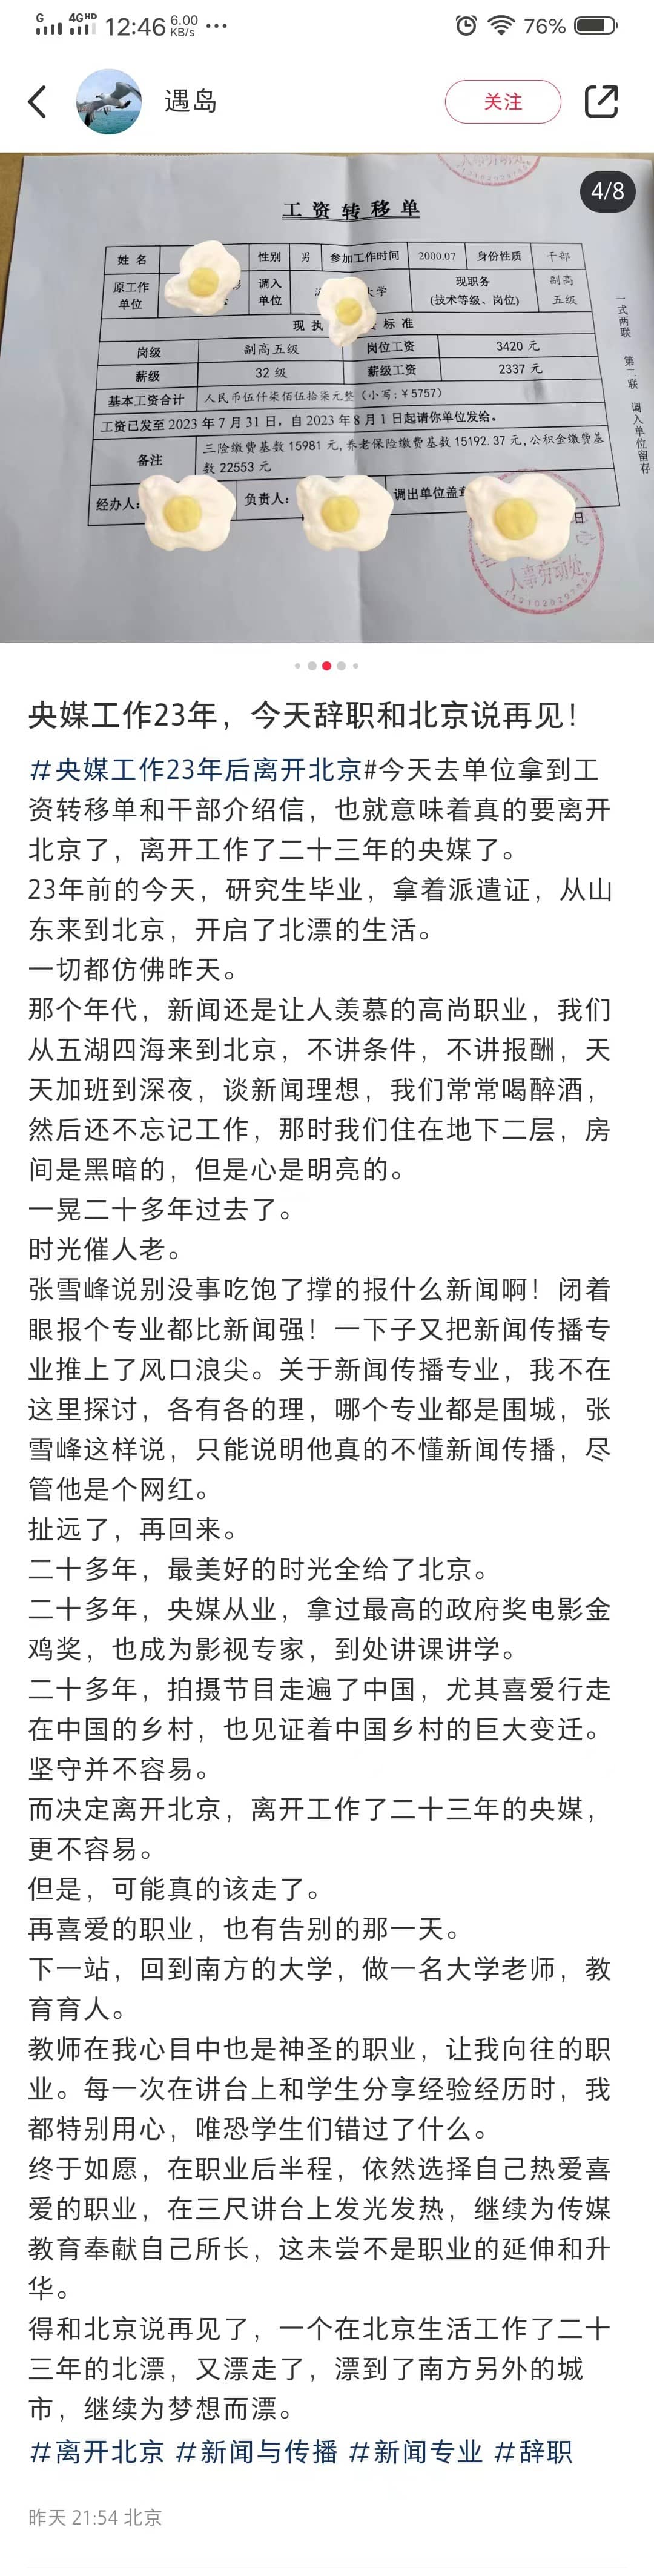 G 4GHD 12:46 6.00 KB/s ··· 76%
遇岛
关注
4/8
工资转移单
姓名
性别 男 参加工作时间 2000.07 身份性质 干部
原工作单位
调入单位
大学
现职务
(技术等级、岗位)
副高五级
现执
标准
岗级 副高五级 岗位工资 3420 元
薪级 32 级 薪级工资 2337 元
基本工资合计 人民币伍仟柒佰伍拾柒元整（小写：￥5757）
工资已发至 2023 年 7 月 31 日，自 2023 年 8 月 1 日起请你单位发给。
备注 三险缴费基数 15981 元，养老保险缴费基数 15192.37 元，公积金缴费基
数 22553 元
经办人：
负责人：
调出单位盖章
日
人事劳动处
一式两联 第二联 调入单位留存
央媒工作23年，今天辞职和北京说再见！
#央媒工作23年后离开北京#今天去单位拿到工
资转移单和干部介绍信，也就意味着真的要离开
北京了，离开工作了二十三年的央媒了。
23年前的今天，研究生毕业，拿着派遣证，从山
东来到北京，开启了北漂的生活。
一切都仿佛昨天。
那个年代，新闻还是让人羡慕的高尚职业，我们
从五湖四海来到北京，不讲条件，不讲报酬，天
天加班到深夜，谈新闻理想，我们常常喝醉酒，
然后还不忘记工作，那时我们住在地下二层，房
间是黑暗的，但是心是明亮的。
一晃二十多年过去了。
时光催人老。
张雪峰说别没事吃饱了撑的报什么新闻啊！闭着
眼报个专业都比新闻强！一下子又把新闻传播专
业推上了风口浪尖。关于新闻传播专业，我不在
这里探讨，各有各的理，哪个专业都是围城，张
雪峰这样说，只能说明他真的不懂新闻传播，尽
管他是个网红。
扯远了，再回来。
二十多年，最美好的时光全给了北京。
二十多年，央媒从业，拿过最高的政府奖电影金
鸡奖，也成为影视专家，到处讲课讲学。
二十多年，拍摄节目走遍了中国，尤其喜爱行走
在中国的乡村，也见证着中国乡村的巨大变迁。
坚守并不容易。
而决定离开北京，离开工作了二十三年的央媒，
更不容易。
但是，可能真的该走了。
再喜爱的职业，也有告别的那一天。
下一站，回到南方的大学，做一名大学老师，教
育育人。
教师在我心目中也是神圣的职业，让我向往的职
业。每一次在讲台上和学生分享经验经历时，我
都特别用心，唯恐学生们错过了什么。
终于如愿，在职业后半程，依然选择自己热爱喜
爱的职业，在三尺讲台上发光发热，继续为传媒
教育奉献自己所长，这未尝不是职业的延伸和升
华。
得和北京说再见了，一个在北京生活工作了二十
三年的北漂，又漂走了，漂到了南方另外的城
市，继续为梦想而漂。
#离开北京 #新闻与传播 #新闻专业 #辞职
昨天 21:54 北京